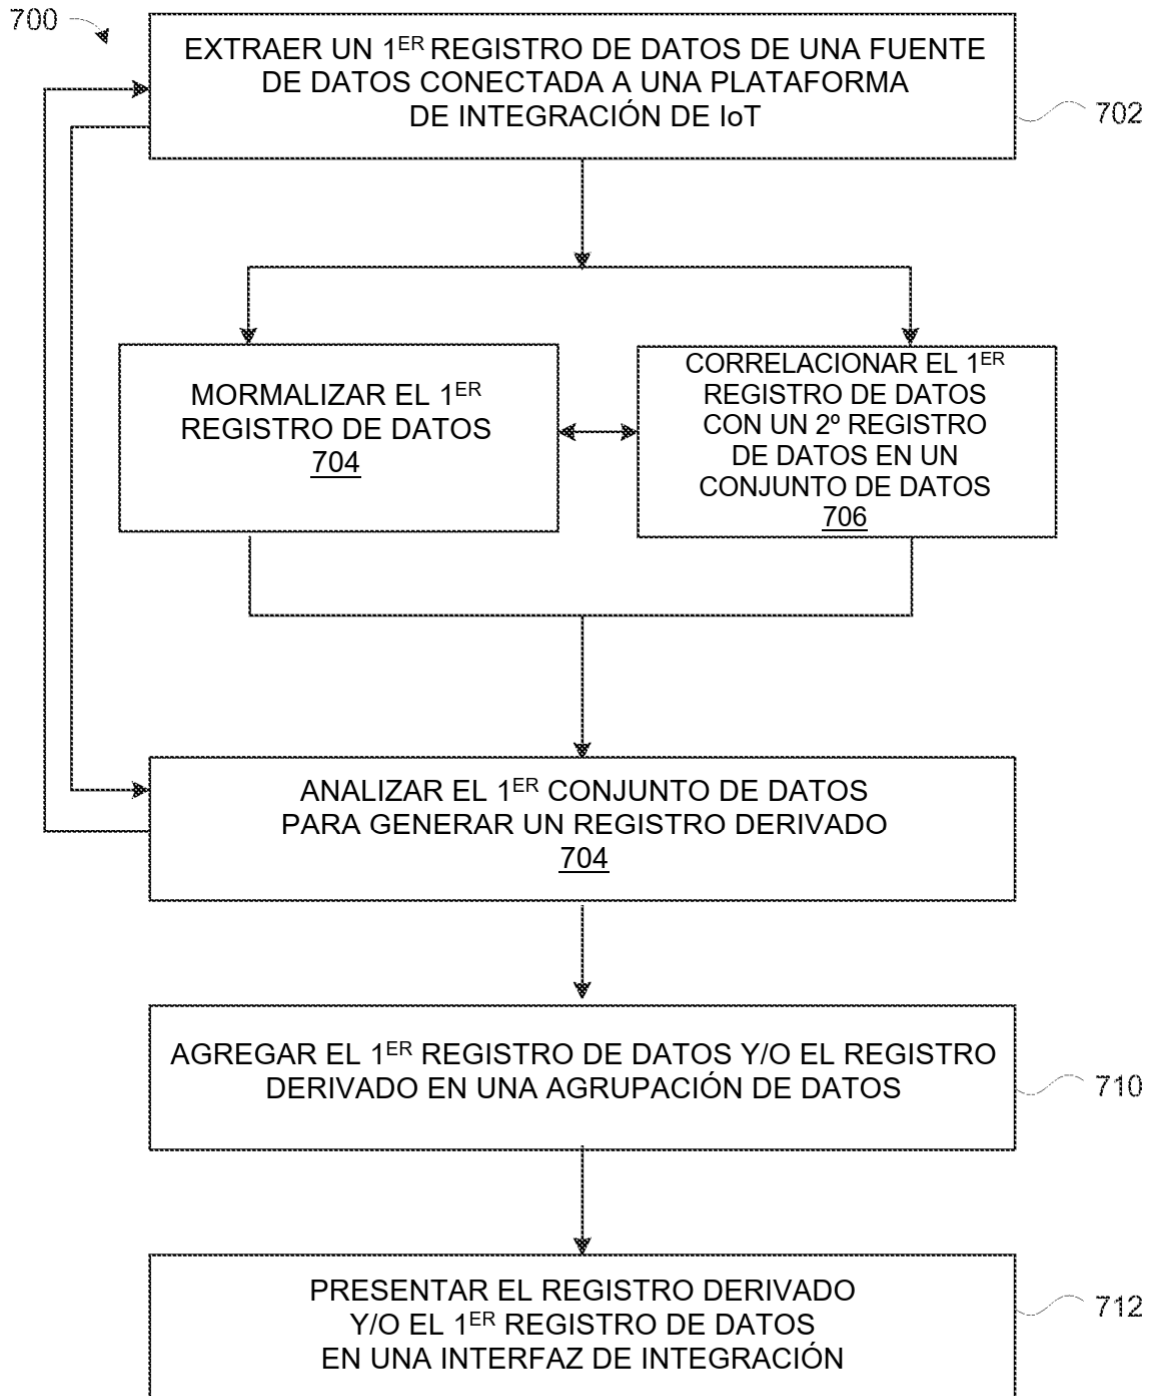 700
EXTRAER UN 1ER REGISTRO DE DATOS DE UNA FUENTE
DE DATOS CONECTADA A UNA PLATAFORMA
DE INTEGRACIÓN DE IoT
702
MORMALIZAR EL 1ER
REGISTRO DE DATOS
704
CORRELACIONAR EL 1ER
REGISTRO DE DATOS
CON UN 2º REGISTRO
DE DATOS EN UN
CONJUNTO DE DATOS
706
ANALIZAR EL 1ER CONJUNTO DE DATOS
PARA GENERAR UN REGISTRO DERIVADO
704
AGREGAR EL 1ER REGISTRO DE DATOS Y/O EL REGISTRO
DERIVADO EN UNA AGRUPACIÓN DE DATOS
710
PRESENTAR EL REGISTRO DERIVADO
Y/O EL 1ER REGISTRO DE DATOS
EN UNA INTERFAZ DE INTEGRACIÓN
712